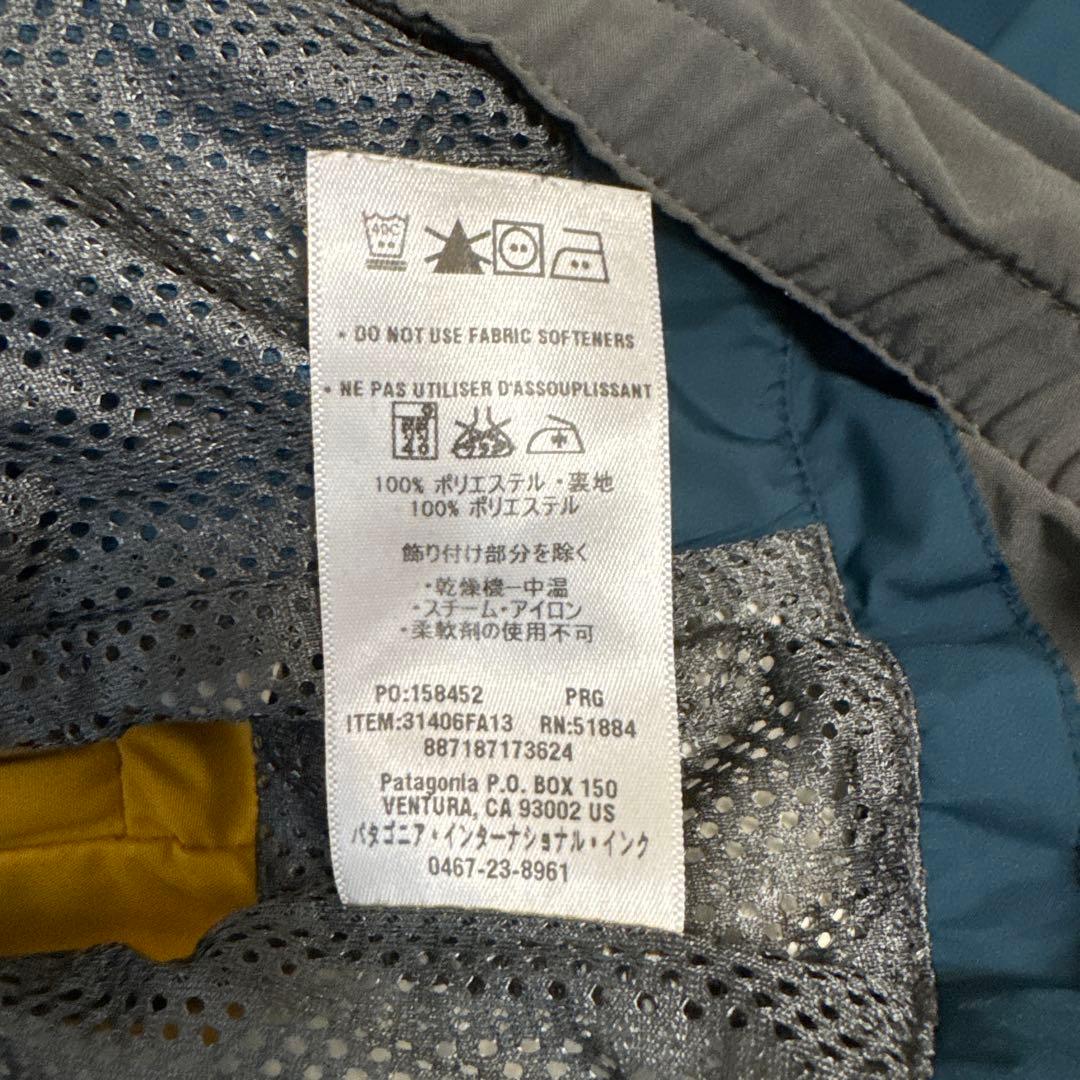 40C
• DO NOT USE FABRIC SOFTENERS
• NE PAS UTILISER D'ASSOUPLISSANT
40
100% ポリエステル・裏地
100% ポリエステル
飾り付け部分を除く
・乾燥機—中温
・スチーム・アイロン
・柔軟剤の使用不可
PO:158452 PRG
ITEM:31406FA13 RN:51884
887187173624
Patagonia P.O. BOX 150
VENTURA, CA 93002 US
パタゴニア・インターナショナル・インク
0467-23-8961